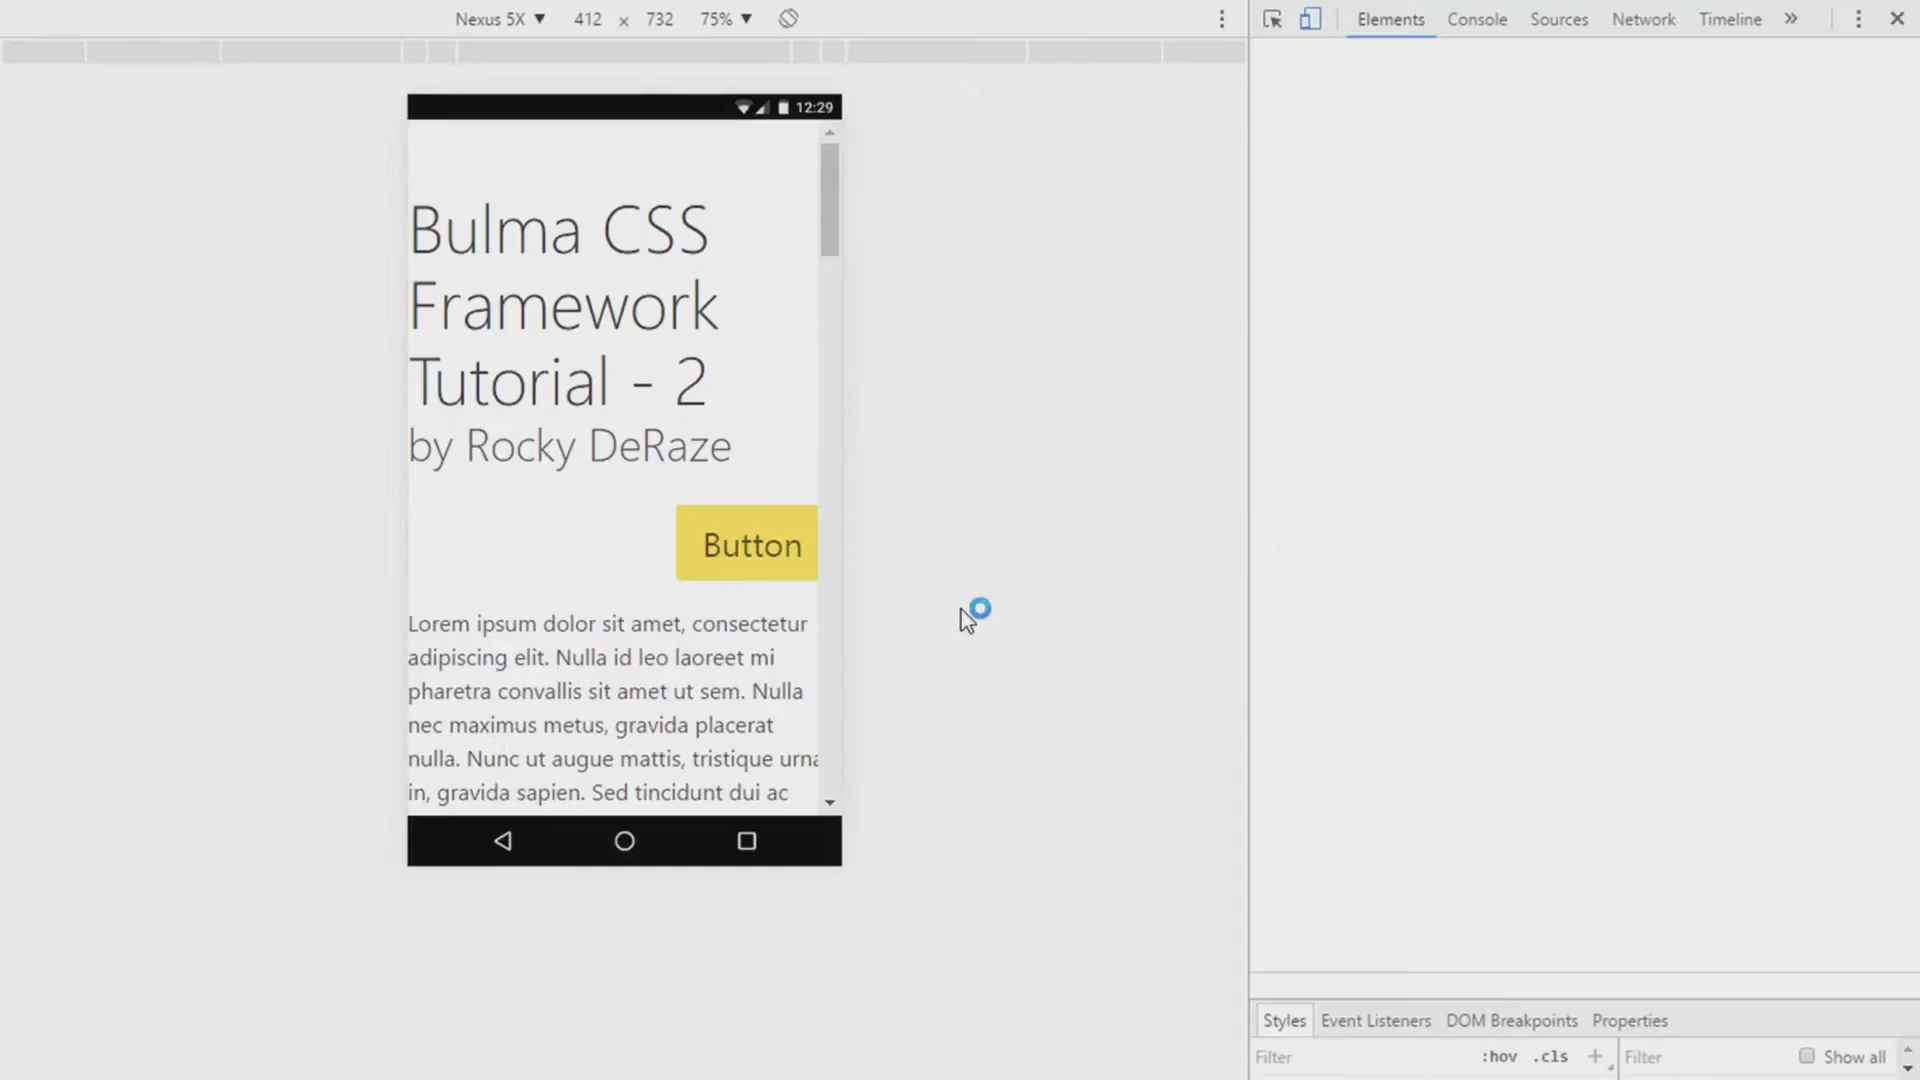 Nexus 5X ▼ 412 x 732 75% ▼
Elements Console Sources Network Timeline »
12:29
Bulma CSS
Framework
Tutorial - 2
by Rocky DeRaze
Button
Lorem ipsum dolor sit amet, consectetur
adipiscing elit. Nulla id leo laoreet mi
pharetra convallis sit amet ut sem. Nulla
nec maximus metus, gravida placerat
nulla. Nunc ut augue mattis, tristique urna
in, gravida sapien. Sed tincidunt dui ac
Styles Event Listeners DOM Breakpoints Properties
Filter :hov .cls + Filter Show all